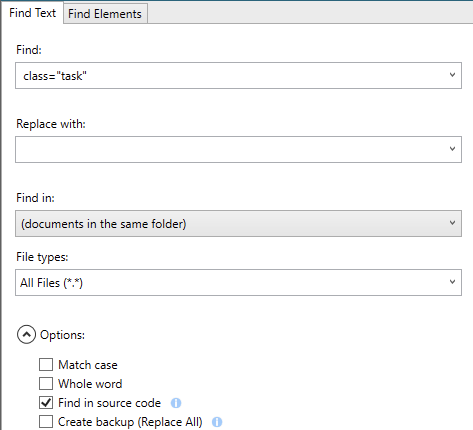 Find Text Find Elements
Find:
class="task"
Replace with:
Find in:
(documents in the same folder)
File types:
All Files (*.*)
Options:
Match case
Whole word
Find in source code
Create backup (Replace All)